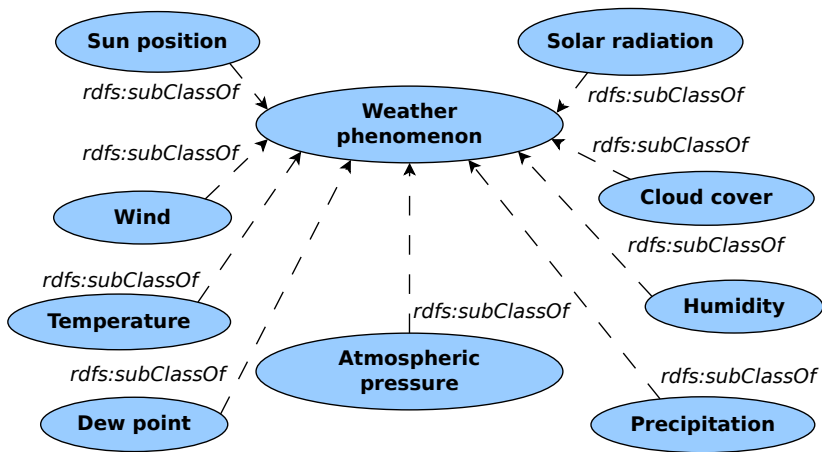 Sun position
Solar radiation
rdfs:subClassOf
rdfs:subClassOf
Weather
phenomenon
rdfs:subClassOf
rdfs:subClassOf
Wind
Cloud cover
rdfs:subClassOf
rdfs:subClassOf
Temperature
Humidity
rdfs:subClassOf
Atmospheric
pressure
rdfs:subClassOf
rdfs:subClassOf
Dew point
Precipitation